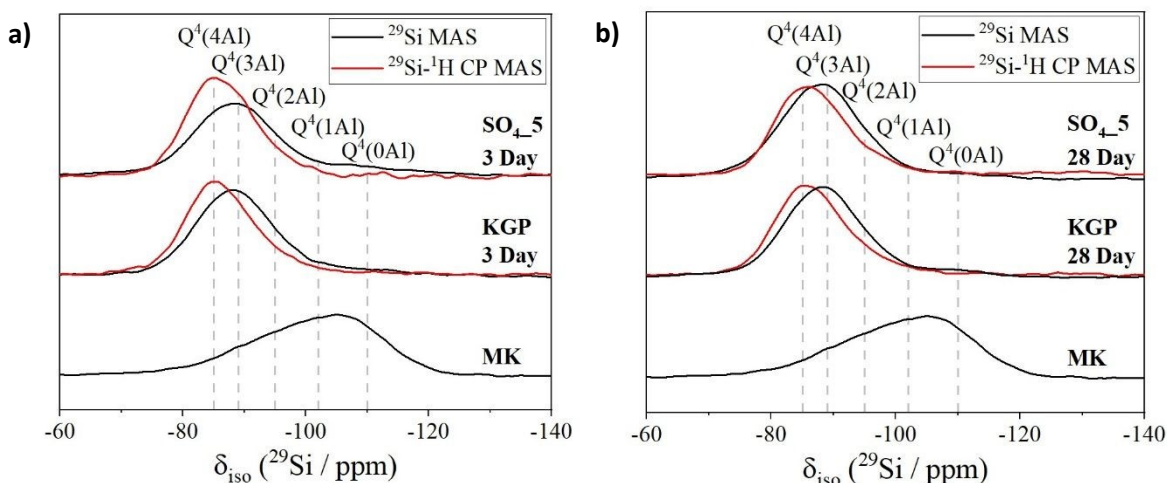 a)
Q⁴(4Al)
Q⁴(3Al)
Q⁴(2Al)
Q⁴(1Al)
Q⁴(0Al)
²⁹Si MAS
²⁹Si-¹H CP MAS
SO₄_5
3 Day
KGP
3 Day
MK
-60 -80 -100 -120 -140
δiso (²⁹Si / ppm)
b)
Q⁴(4Al)
Q⁴(3Al)
Q⁴(2Al)
Q⁴(1Al)
Q⁴(0Al)
²⁹Si MAS
²⁹Si-¹H CP MAS
SO₄_5
28 Day
KGP
28 Day
MK
-60 -80 -100 -120 -140
δiso (²⁹Si / ppm)